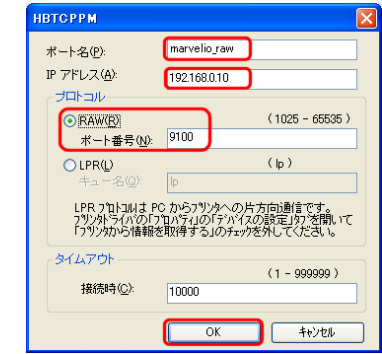 HBTCPPM
ポート名(P): marvelio_raw
IP アドレス(A): 192.168.0.10
プロトコル
RAW(R) (1025 - 65535)
ポート番号(N): 9100
LPR(L) (lp)
キュー名(Q): lp
LPR プロトコルは PC からプリンタへの片方向通信です。
プリンタドライバの「プロパティ」の「デバイスの設定」タブを開いて
「プリンタから情報を取得する」のチェックを外してください。
タイムアウト
(1 - 999999)
接続時(C): 10000
OK キャンセル